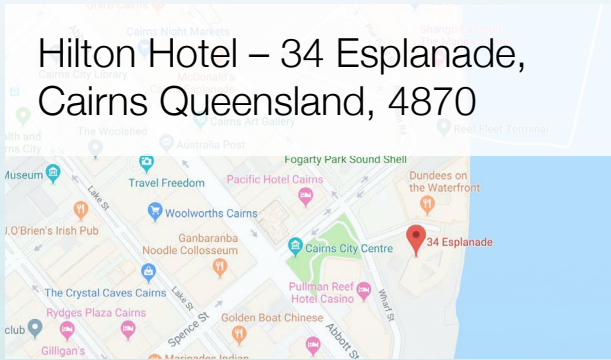 Hilton Hotel – 34 Esplanade,
Cairns Queensland, 4870
Cairns Night Markets
Cairns City Library
McDonald's
Cairns Art Gallery
Reef Fleet Terminal
The Woolshed
Australia Post
Museum
Travel Freedom
Fogarty Park Sound Shell
Pacific Hotel Cairns
Dundees on
the Waterfront
Lake St
Woolworths Cairns
J.O'Brien's Irish Pub
Ganbaranba
Noodle Collosseum
Cairns City Centre
34 Esplanade
The Crystal Caves Cairns
Lake St
Pullman Reef
Hotel Casino
Wharf St
Rydges Plaza Cairns
Spence St
Golden Boat Chinese
Abbott St
club
Gilligan's
Marinades Indian